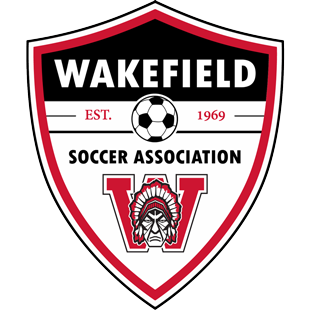 WAKEFIELD
EST. 1969
SOCCER ASSOCIATION
W